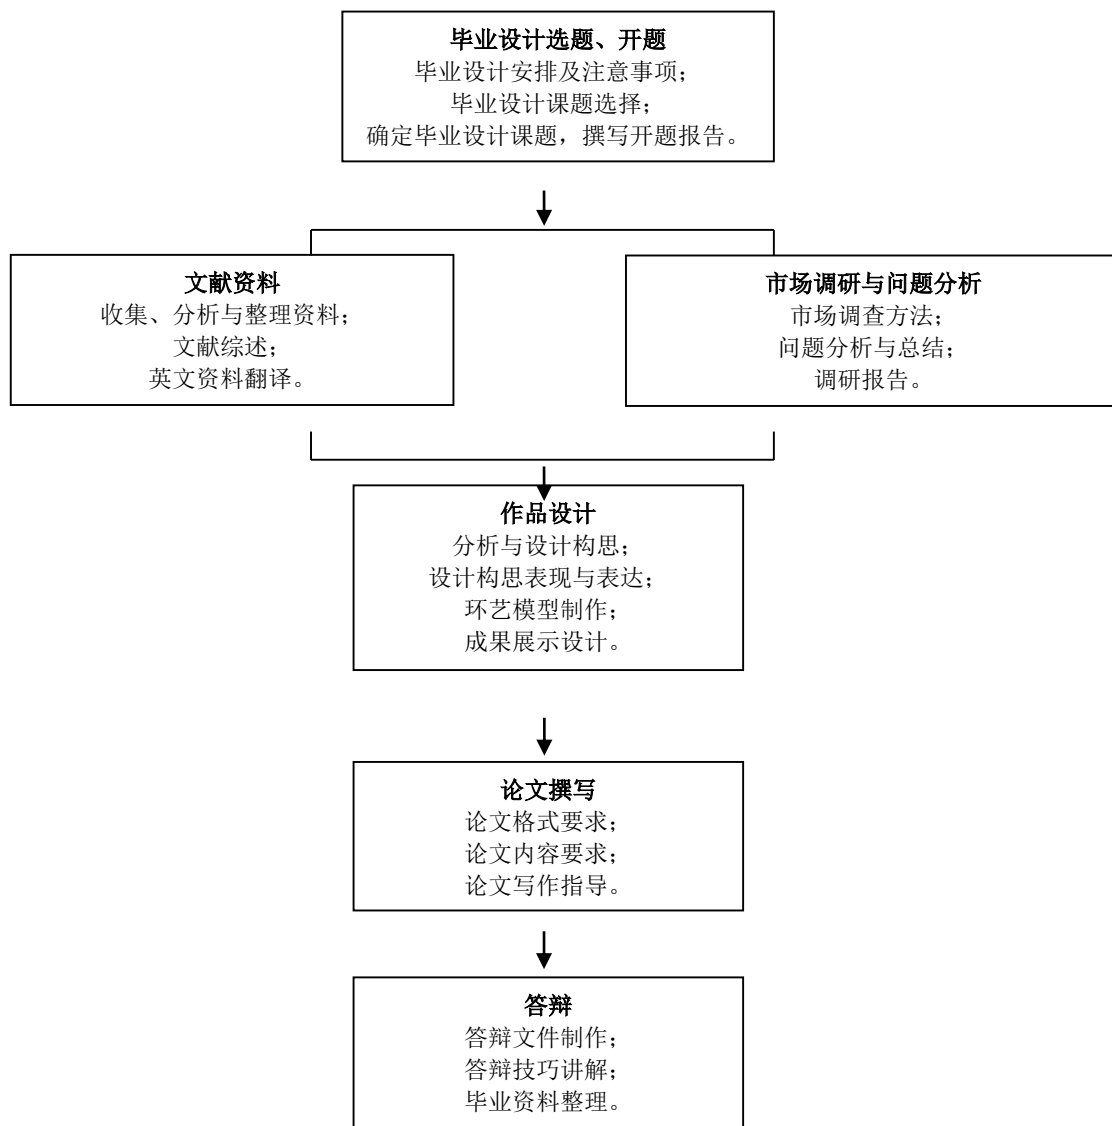 毕业设计选题、开题
毕业设计安排及注意事项；
毕业设计课题选择；
确定毕业设计课题，撰写开题报告。
文献资料
收集、分析与整理资料；
文献综述；
英文资料翻译。
市场调研与问题分析
市场调查方法；
问题分析与总结；
调研报告。
作品设计
分析与设计构思；
设计构思表现与表达；
环艺模型制作；
成果展示设计。
论文撰写
论文格式要求；
论文内容要求；
论文写作指导。
答辩
答辩文件制作；
答辩技巧讲解；
毕业资料整理。